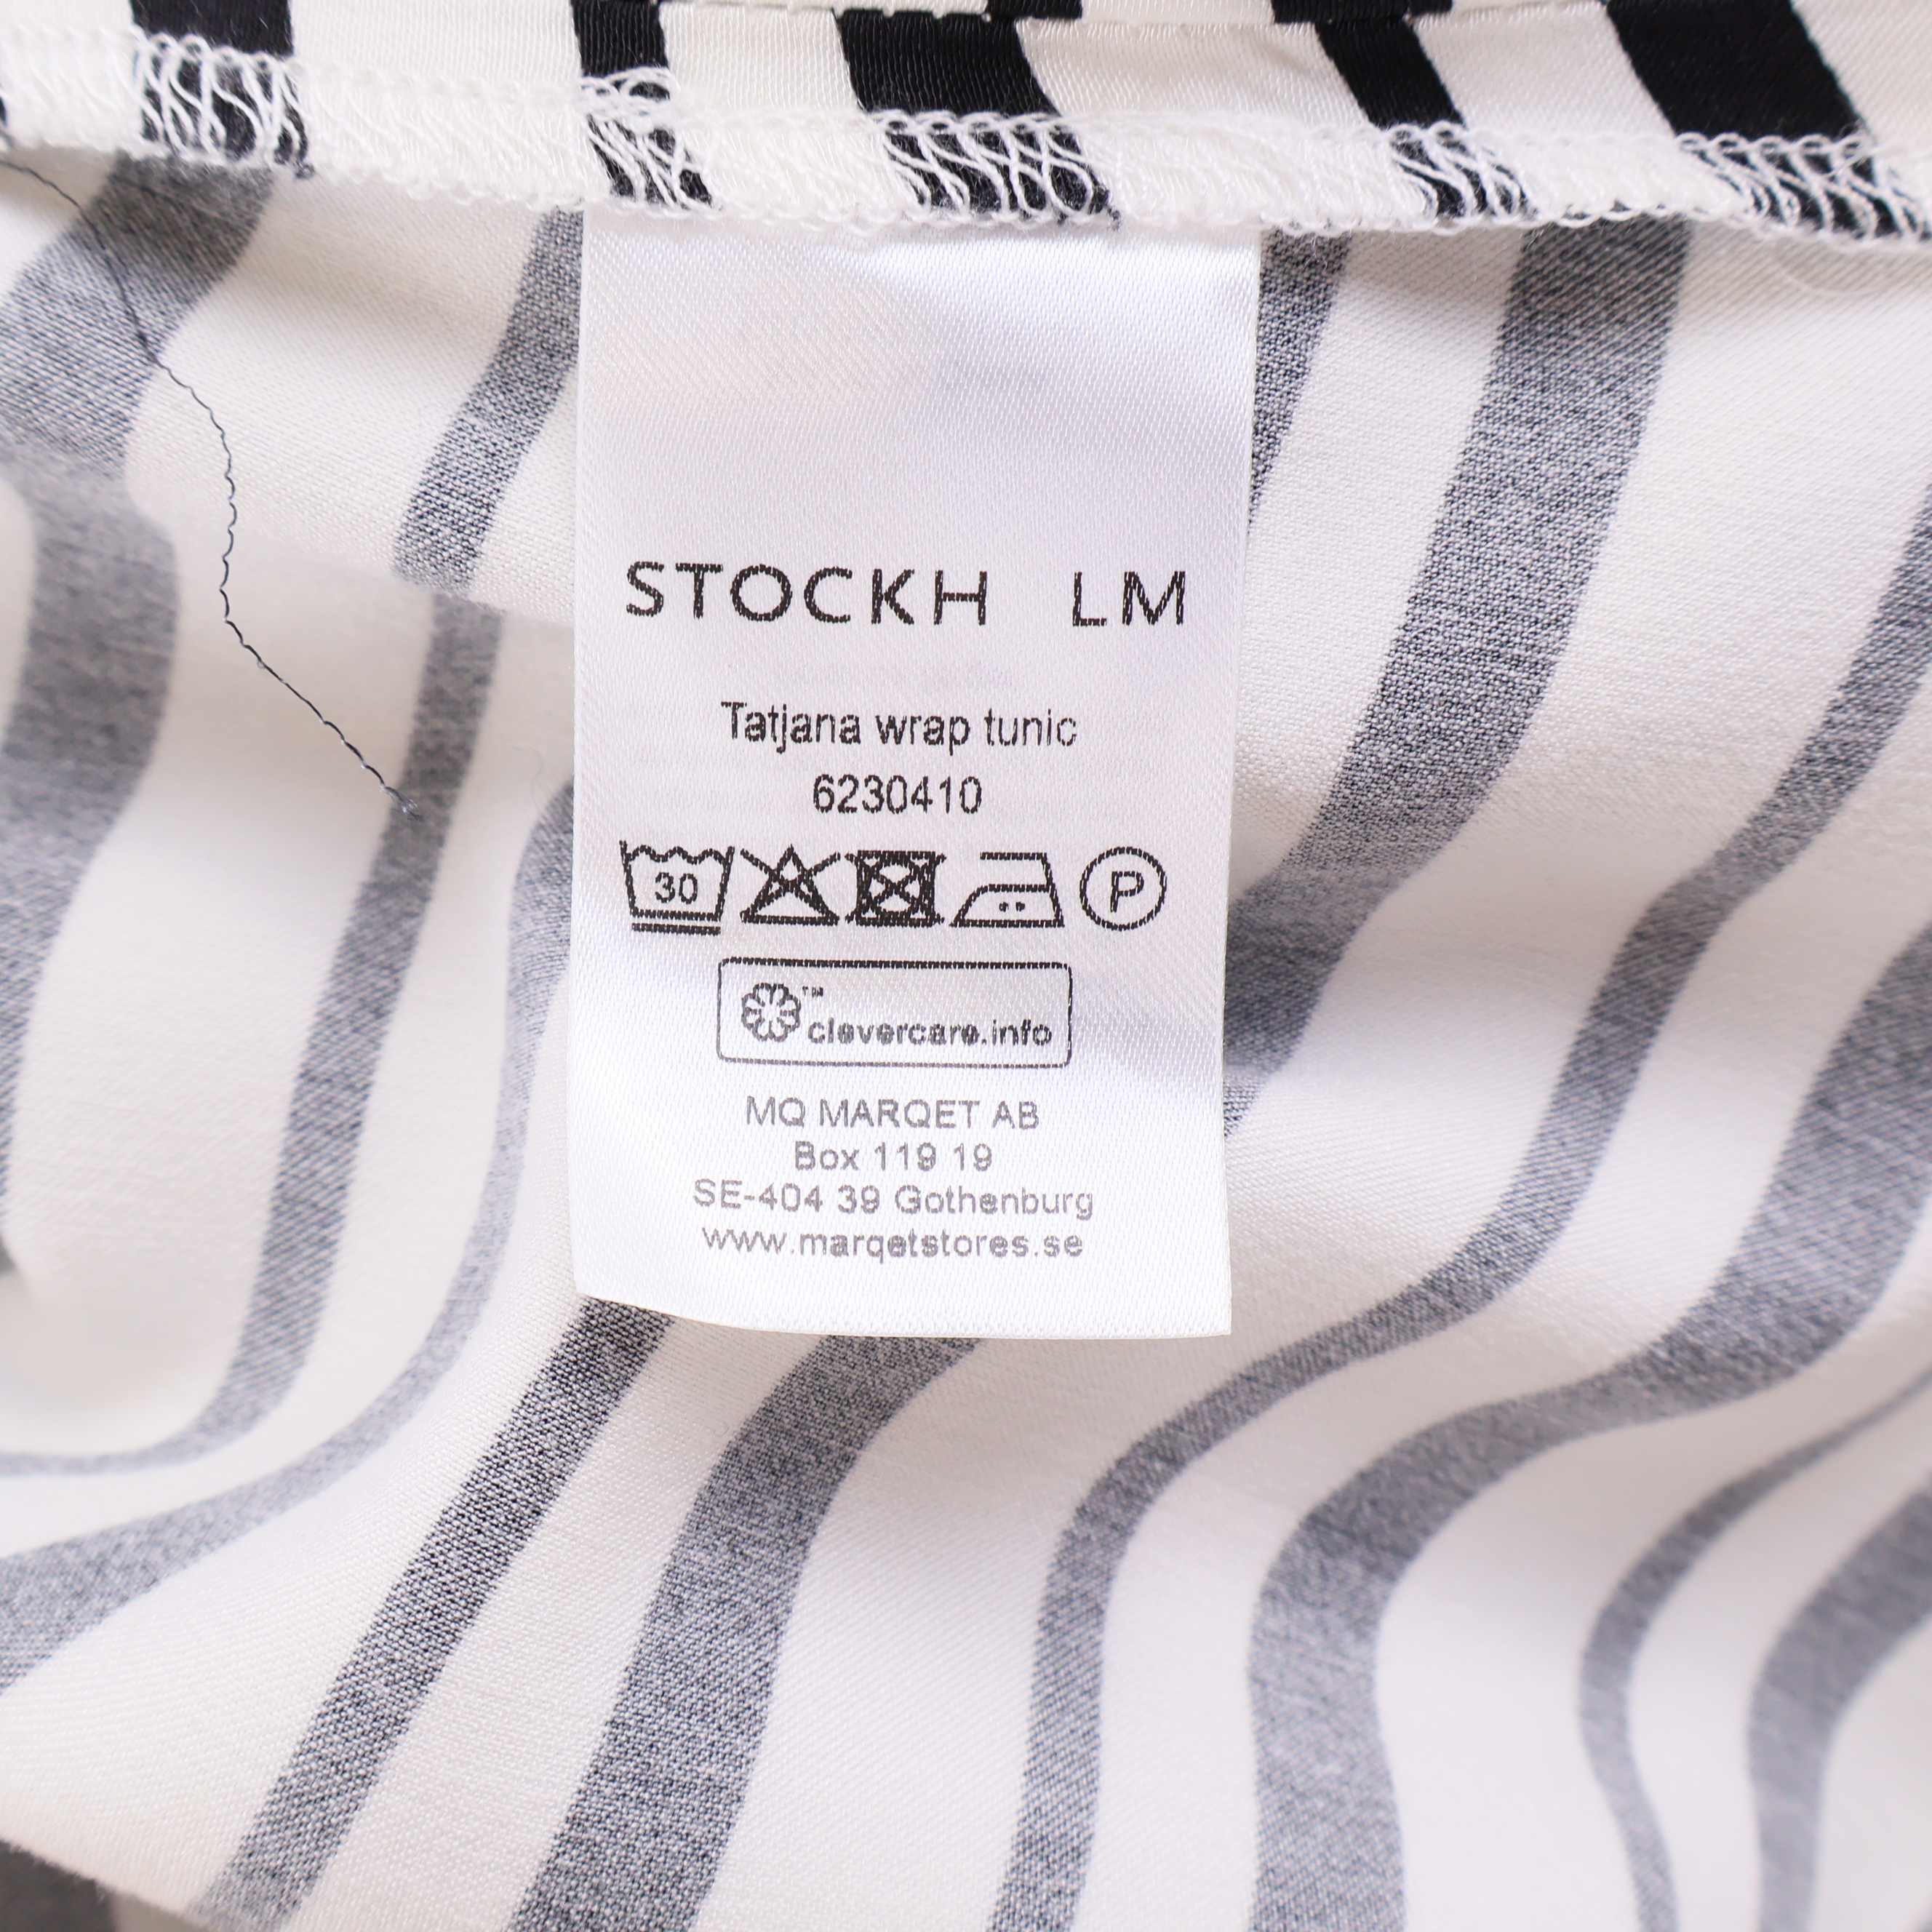 STOCKH LM
Tatjana wrap tunic
6230410
30 P
™
clevercare.info
MQ MARQET AB
Box 119 19
SE-404 39 Gothenburg
www.marqetstores.se